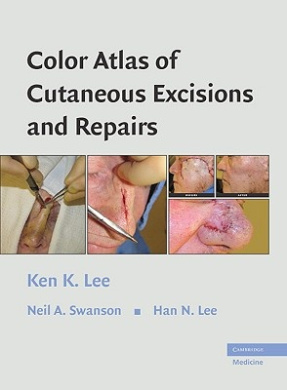 Color Atlas of
Cutaneous Excisions
and Repairs
BEFORE
AFTER
Ken K. Lee
Neil A. Swanson ■ Han N. Lee
CAMBRIDGE
Medicine